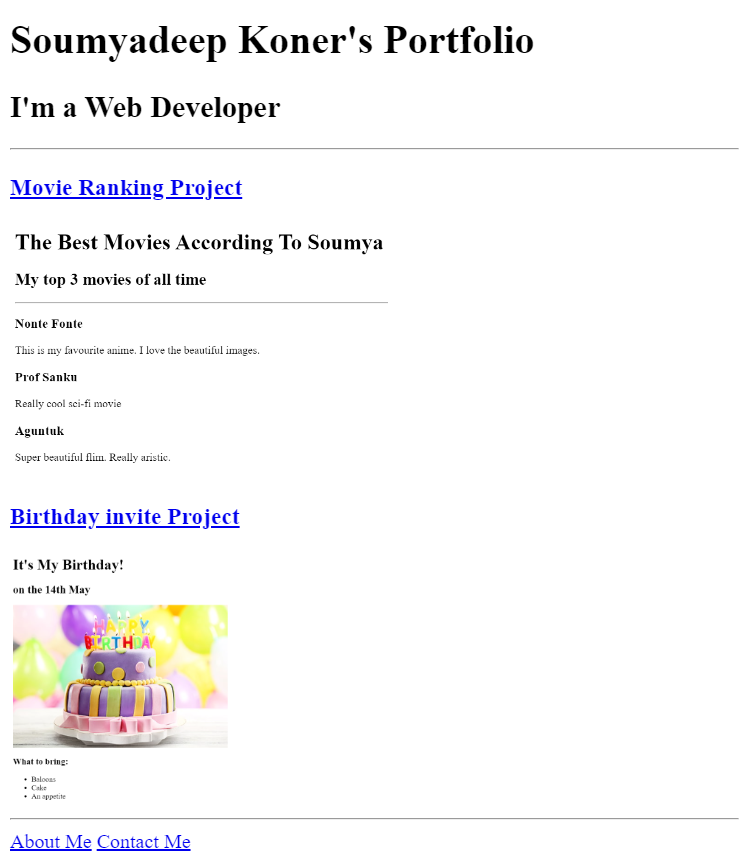 Soumyadeep Koner's Portfolio
I'm a Web Developer
Movie Ranking Project
The Best Movies According To Soumya
My top 3 movies of all time
Nonte Fonte
This is my favourite anime. I love the beautiful images.
Prof Sanku
Really cool sci-fi movie
Aguntuk
Super beautiful flim. Really aristic.
Birthday invite Project
It's My Birthday!
on the 14th May
HAPPY
BIRTHDAY
What to bring:
Baloons
Cake
An appetite
About Me Contact Me